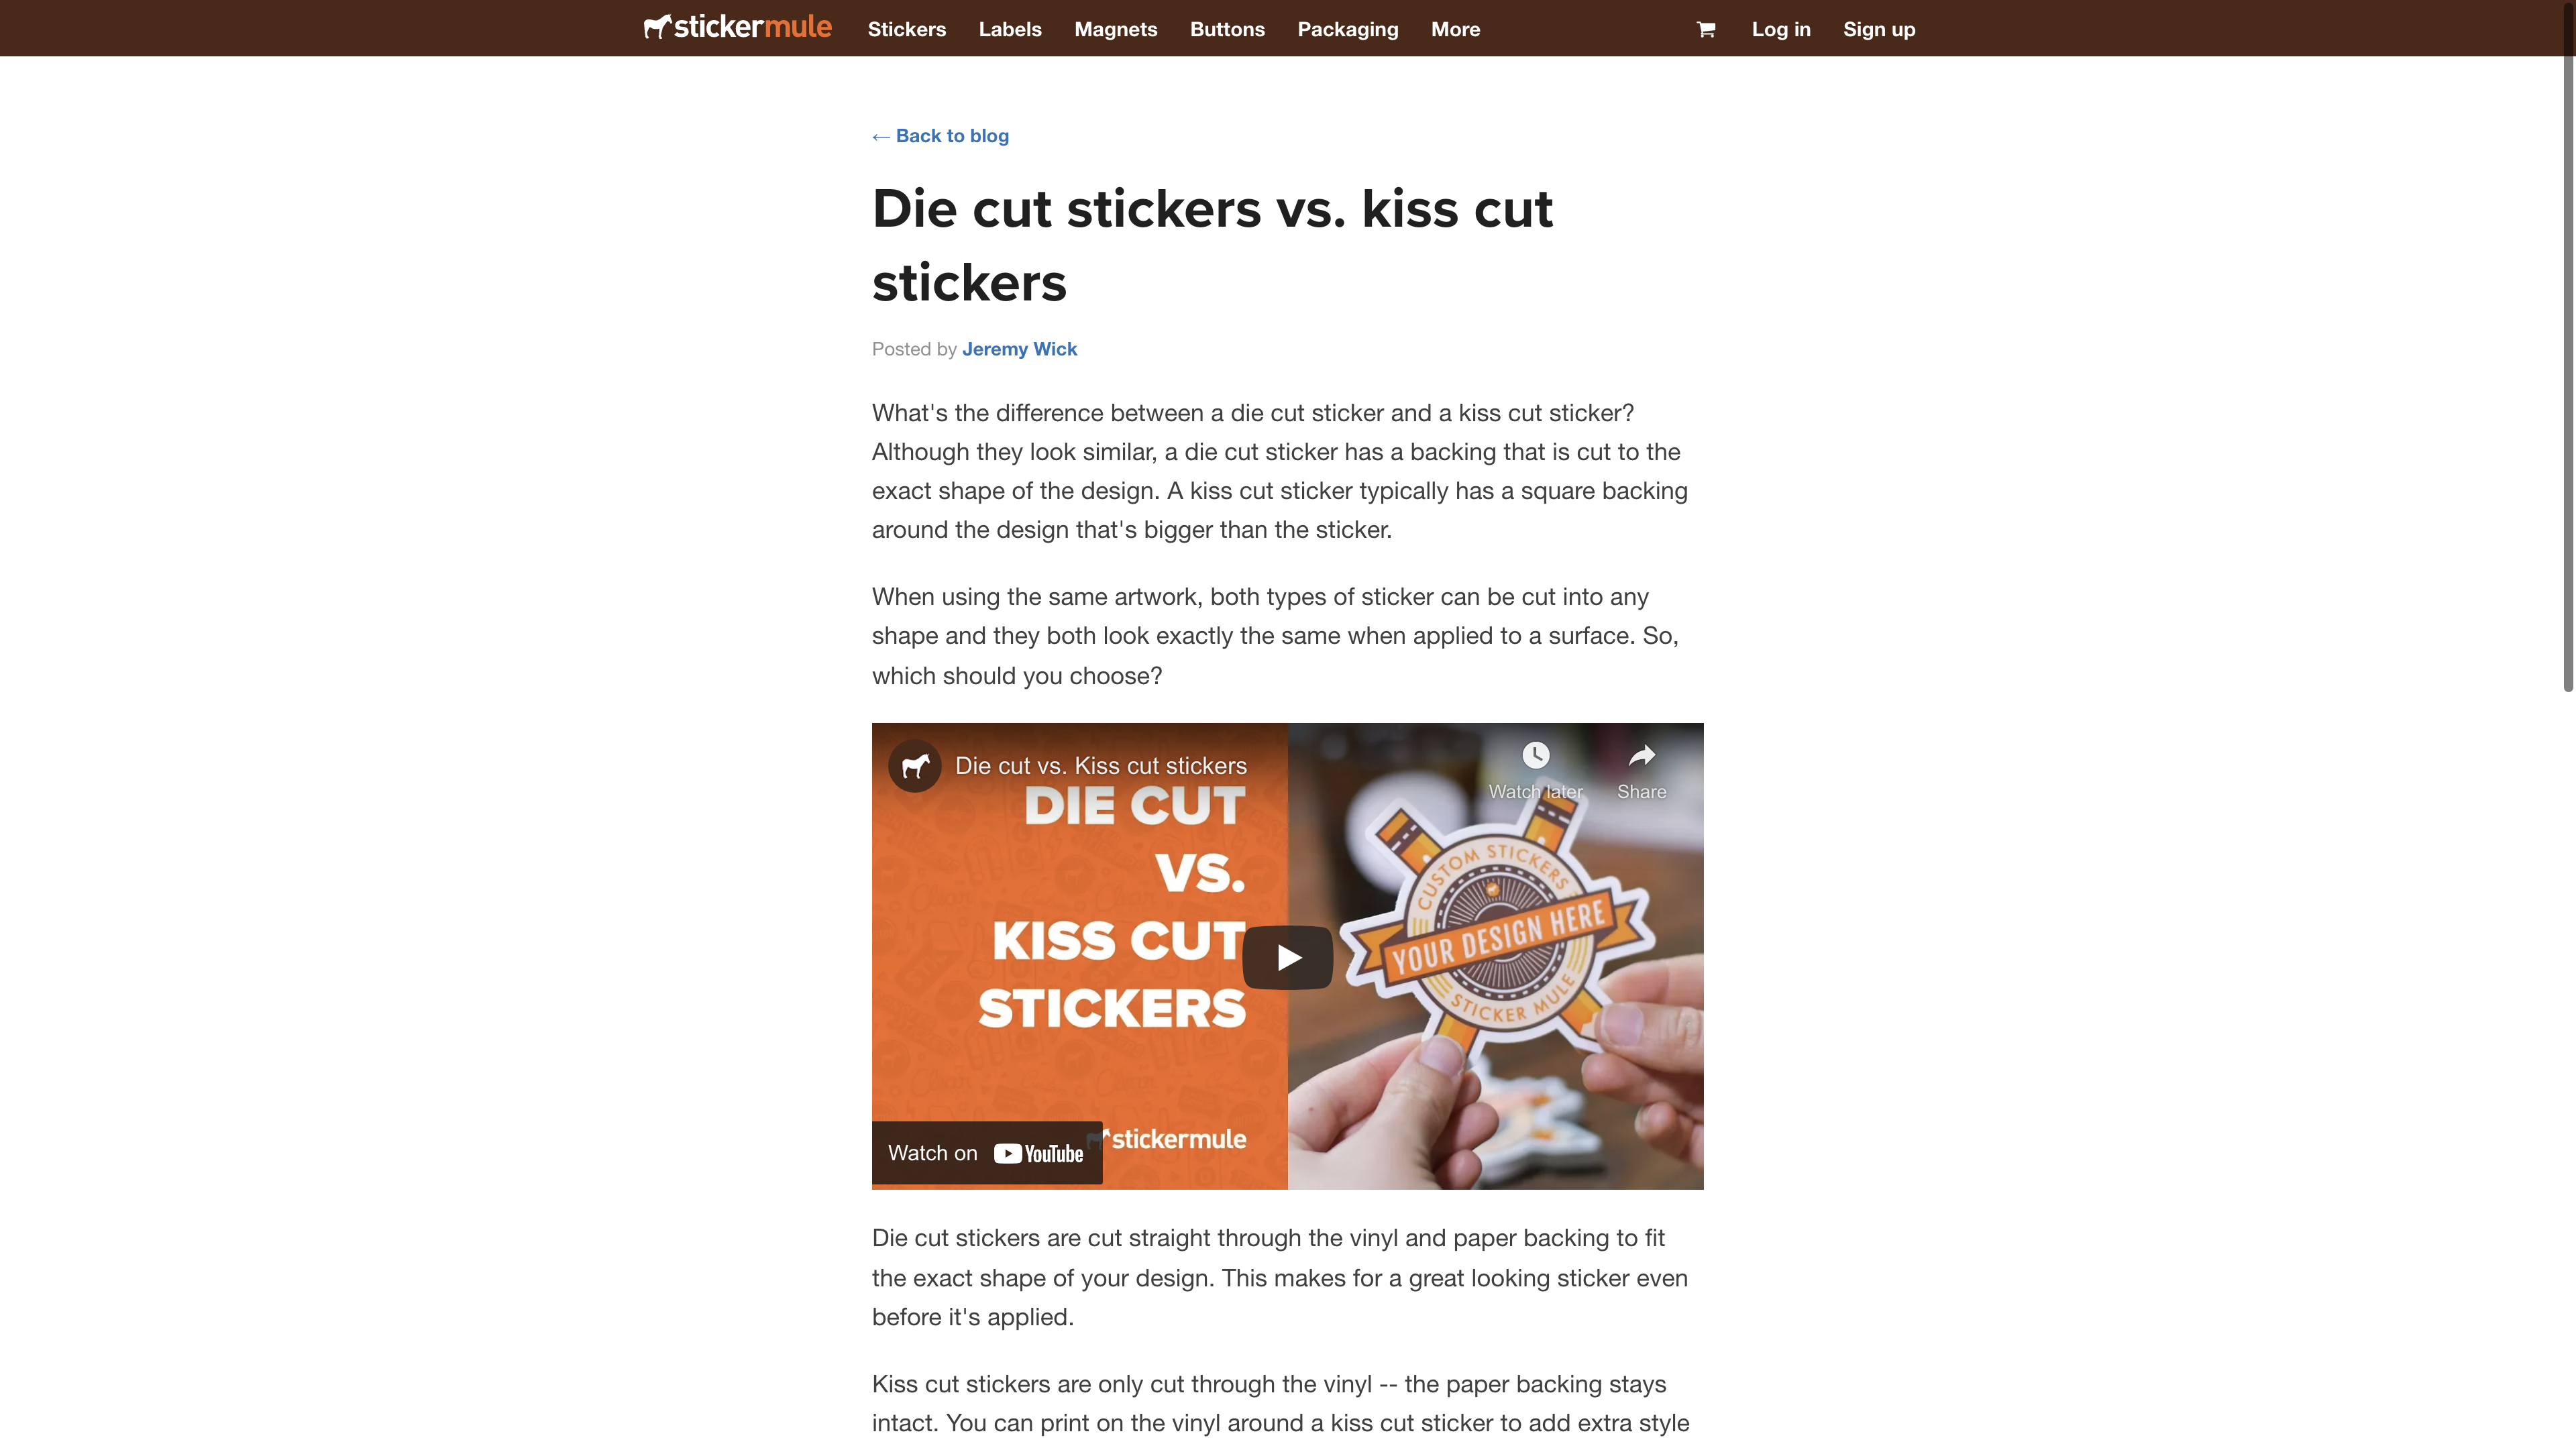 stickermule Stickers Labels Magnets Buttons Packaging More Log in Sign up
← Back to blog
Die cut stickers vs. kiss cut
stickers
Posted by Jeremy Wick
What's the difference between a die cut sticker and a kiss cut sticker?
Although they look similar, a die cut sticker has a backing that is cut to the
exact shape of the design. A kiss cut sticker typically has a square backing
around the design that's bigger than the sticker.
When using the same artwork, both types of sticker can be cut into any
shape and they both look exactly the same when applied to a surface. So,
which should you choose?
Die cut vs. Kiss cut stickers
Watch later Share
DIE CUT
VS.
KISS CUT
STICKERS
CUSTOM STICKERS
YOUR DESIGN HERE
STICKER MULE
Watch on YouTube
stickermule
Die cut stickers are cut straight through the vinyl and paper backing to fit
the exact shape of your design. This makes for a great looking sticker even
before it's applied.
Kiss cut stickers are only cut through the vinyl -- the paper backing stays
intact. You can print on the vinyl around a kiss cut sticker to add extra style